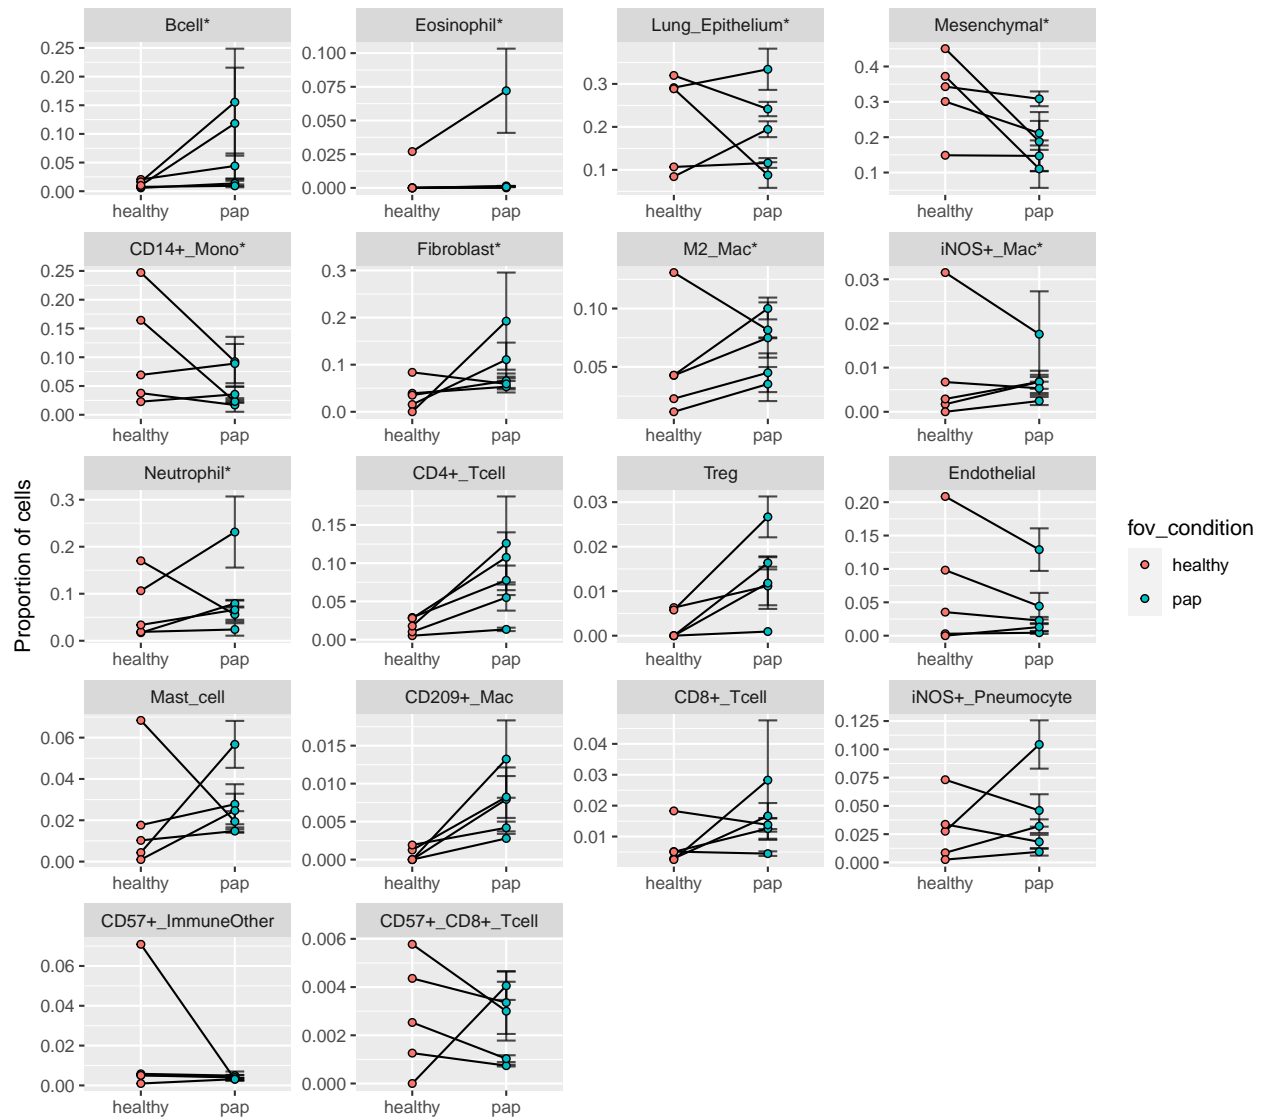 Bcell*
Eosinophil*
Lung_Epithelium*
Mesenchymal*
0.25
0.20
0.15
0.10
0.05
0.00
0.100
0.075
0.050
0.025
0.000
0.3
0.2
0.1
0.4
0.3
0.2
0.1
healthy pap
healthy pap
healthy pap
healthy pap
CD14+_Mono*
Fibroblast*
M2_Mac*
iNOS+_Mac*
0.25
0.20
0.15
0.10
0.05
0.00
0.3
0.2
0.1
0.0
0.10
0.05
0.03
0.02
0.01
0.00
healthy pap
healthy pap
healthy pap
healthy pap
Proportion of cells
Neutrophil*
CD4+_Tcell
Treg
Endothelial
0.3
0.2
0.1
0.0
0.15
0.10
0.05
0.00
0.03
0.02
0.01
0.00
0.20
0.15
0.10
0.05
0.00
healthy pap
healthy pap
healthy pap
healthy pap
fov_condition
healthy
pap
Mast_cell
CD209+_Mac
CD8+_Tcell
iNOS+_Pneumocyte
0.06
0.04
0.02
0.00
0.015
0.010
0.005
0.000
0.04
0.03
0.02
0.01
0.125
0.100
0.075
0.050
0.025
0.000
healthy pap
healthy pap
healthy pap
healthy pap
CD57+_ImmuneOther
CD57+_CD8+_Tcell
0.06
0.04
0.02
0.00
0.006
0.004
0.002
0.000
healthy pap
healthy pap